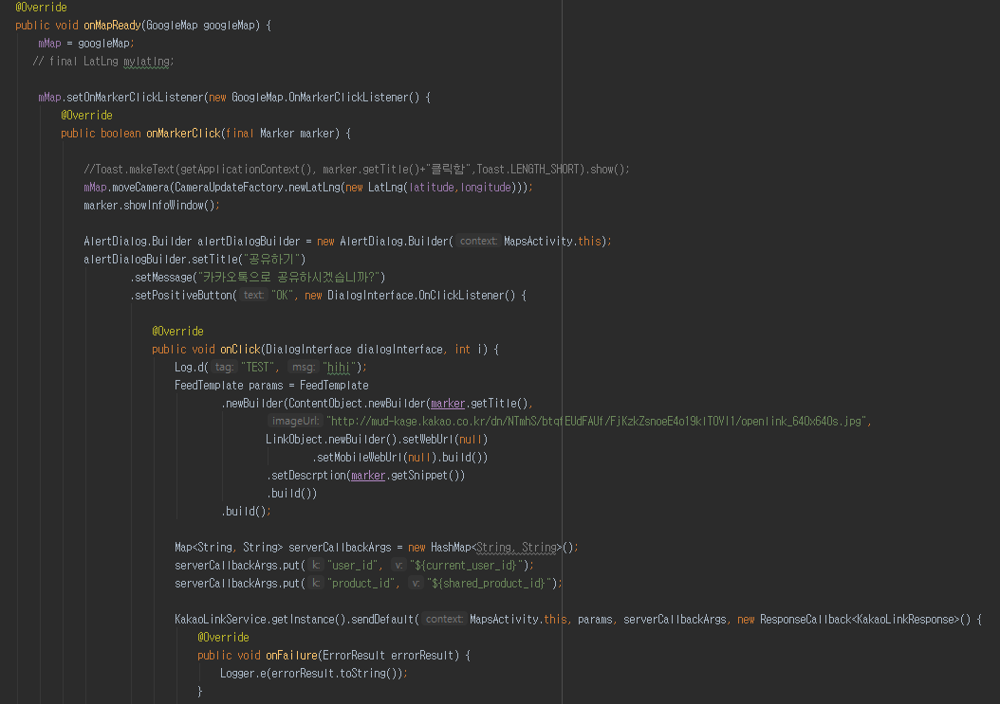 @Override
public void onMapReady(GoogleMap googleMap) {
mMap = googleMap;
// final LatLng mylatlng;
mMap.setOnMarkerClickListener(new GoogleMap.OnMarkerClickListener() {
@Override
public boolean onMarkerClick(final Marker marker) {
//Toast.makeText(getApplicationContext(), marker.getTitle()+"클릭함",Toast.LENGTH_SHORT).show();
mMap.moveCamera(CameraUpdateFactory.newLatLng(new LatLng(latitude,longitude)));
marker.showInfoWindow();
AlertDialog.Builder alertDialogBuilder = new AlertDialog.Builder( context: MapsActivity.this);
alertDialogBuilder.setTitle("공유하기")
.setMessage("카카오톡으로 공유하시겠습니까?")
.setPositiveButton( text: "OK", new DialogInterface.OnClickListener() {
@Override
public void onClick(DialogInterface dialogInterface, int i) {
Log.d( tag: "TEST", msg: "hihi");
FeedTemplate params = FeedTemplate
.newBuilder(ContentObject.newBuilder(marker.getTitle(),
imageUrl: "http://mud-kage.kakao.co.kr/dn/NTmhS/btqfEUdFAUf/FjKzkZsnoeE4o19klTOVI1/openlink_640x640s.jpg",
LinkObject.newBuilder().setWebUrl(null)
.setMobileWebUrl(null).build())
.setDescrption(marker.getSnippet())
.build())
.build();
Map<String, String> serverCallbackArgs = new HashMap<String, String>();
serverCallbackArgs.put( k: "user_id", v: "${current_user_id}");
serverCallbackArgs.put( k: "product_id", v: "${shared_product_id}");
KakaoLinkService.getInstance().sendDefault( context: MapsActivity.this, params, serverCallbackArgs, new ResponseCallback<KakaoLinkResponse>() {
@Override
public void onFailure(ErrorResult errorResult) {
Logger.e(errorResult.toString());
}